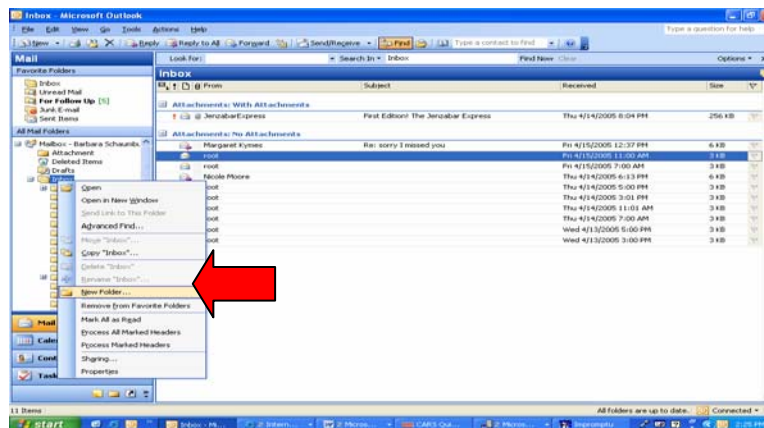 Inbox - Microsoft Outlook
File Edit View Go Tools Actions Help
Type a question for help
New Reply Reply to All Forward Send/Receive Find Type a contact to find
Mail
Look for: Search In Inbox Find Now Clear Options
Favorite Folders
Inbox
Unread Mail
For Follow Up [5]
Junk E-mail
Sent Items
All Mail Folders
Mailbox - Barbara
Attachment
Deleted Items
Drafts
Inbox
Inbox
From Subject Received Size
Attachments: With Attachments
JenzabarExpress First Edition! The Jenzabar Express Thu 4/14/2005 8:04 PM 256 KB
Attachments: No Attachments
Margaret Kymes Re: sorry I missed you Fri 4/15/2005 12:37 PM 6 KB
root Fri 4/15/2005 11:00 AM 3 KB
root Fri 4/15/2005 7:00 AM 3 KB
Nicole Moore Thu 4/14/2005 6:13 PM 6 KB
root Thu 4/14/2005 5:00 PM 3 KB
root Thu 4/14/2005 3:01 PM 3 KB
root Thu 4/14/2005 11:01 AM 3 KB
root Thu 4/14/2005 7:00 AM 3 KB
root Wed 4/13/2005 5:00 PM 3 KB
root Wed 4/13/2005 3:00 PM 3 KB
Open
Open in New Window
Send Link to This Folder
Advanced Find...
Move "Inbox"...
Copy "Inbox"...
Delete "Inbox"
Rename "Inbox"...
New Folder...
Remove from Favorite Folders
Mark All as Read
Process All Marked Headers
Process Marked Headers
Sharing...
Properties
Mail
Cale
Cont
Task
11 Items
All folders are up to date. Connected
start Inbox - M... 2 Intern... 2 Micros... CARS Qui... 2 Micros... Impromptu 2:25 PM